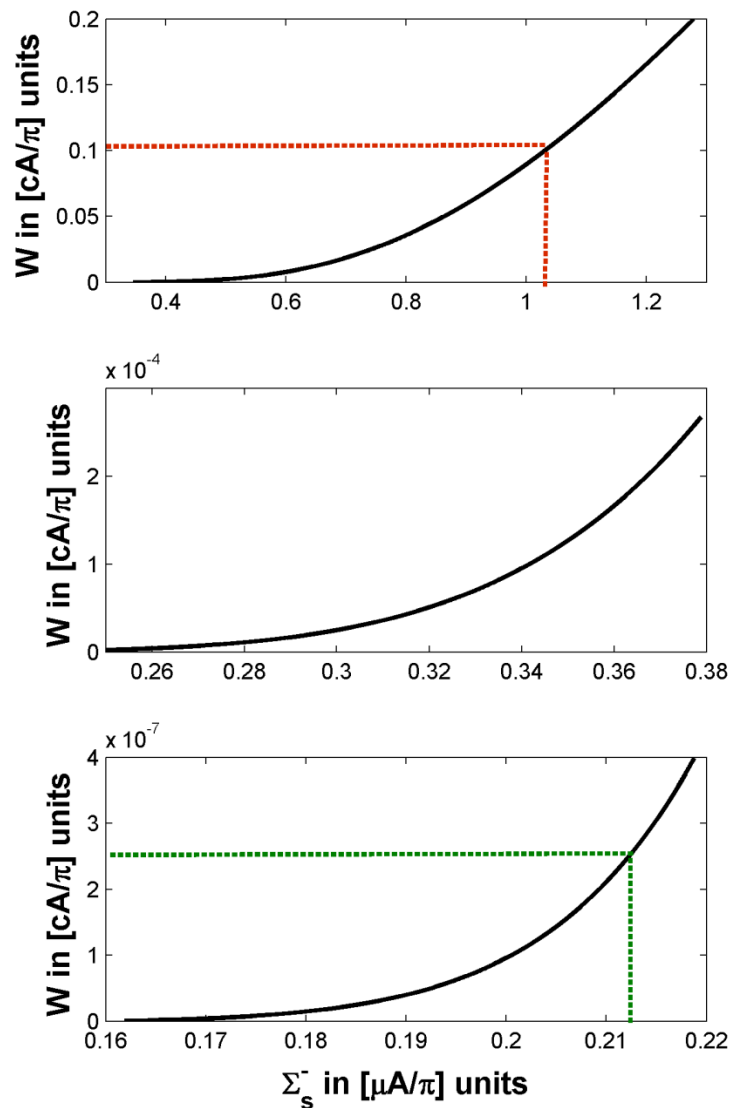 0.2
0.15
0.1
0.05
0
0.4 0.6 0.8 1 1.2
W in [cA/π] units
x 10⁻⁴
2
1
0
0.26 0.28 0.3 0.32 0.34 0.36 0.38
W in [cA/π] units
x 10⁻⁷
4
3
2
1
0
0.16 0.17 0.18 0.19 0.2 0.21 0.22
W in [cA/π] units
Σₛ⁻ in [μA/π] units